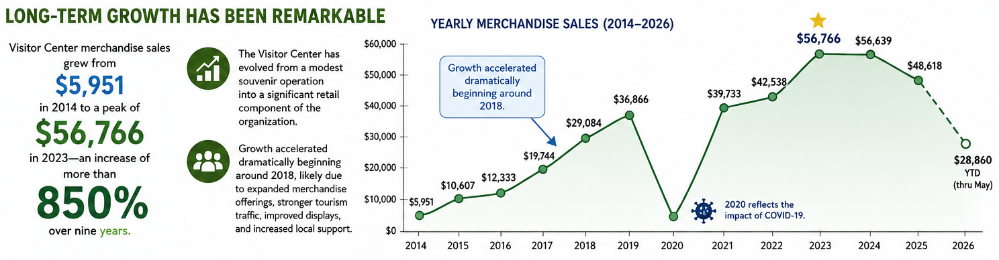 LONG-TERM GROWTH HAS BEEN REMARKABLE
Visitor Center merchandise sales
grew from
$5,951
in 2014 to a peak of
$56,766
in 2023—an increase of
more than
850%
over nine years.
The Visitor Center has
evolved from a modest
souvenir operation
into a significant retail
component of the
organization.
Growth accelerated
dramatically beginning
around 2018, likely due
to expanded merchandise
offerings, stronger tourism
traffic, improved displays,
and increased local support.
YEARLY MERCHANDISE SALES (2014–2026)
$60,000
$50,000
$40,000
$30,000
$20,000
$10,000
$0
Growth accelerated
dramatically
beginning around
2018.
$5,951
$10,607
$12,333
$19,744
$29,084
$36,866
$39,733
$42,538
$56,766
$56,639
$48,618
$28,860
YTD
(thru May)
2020 reflects the
impact of COVID-19.
2014
2015
2016
2017
2018
2019
2020
2021
2022
2023
2024
2025
2026